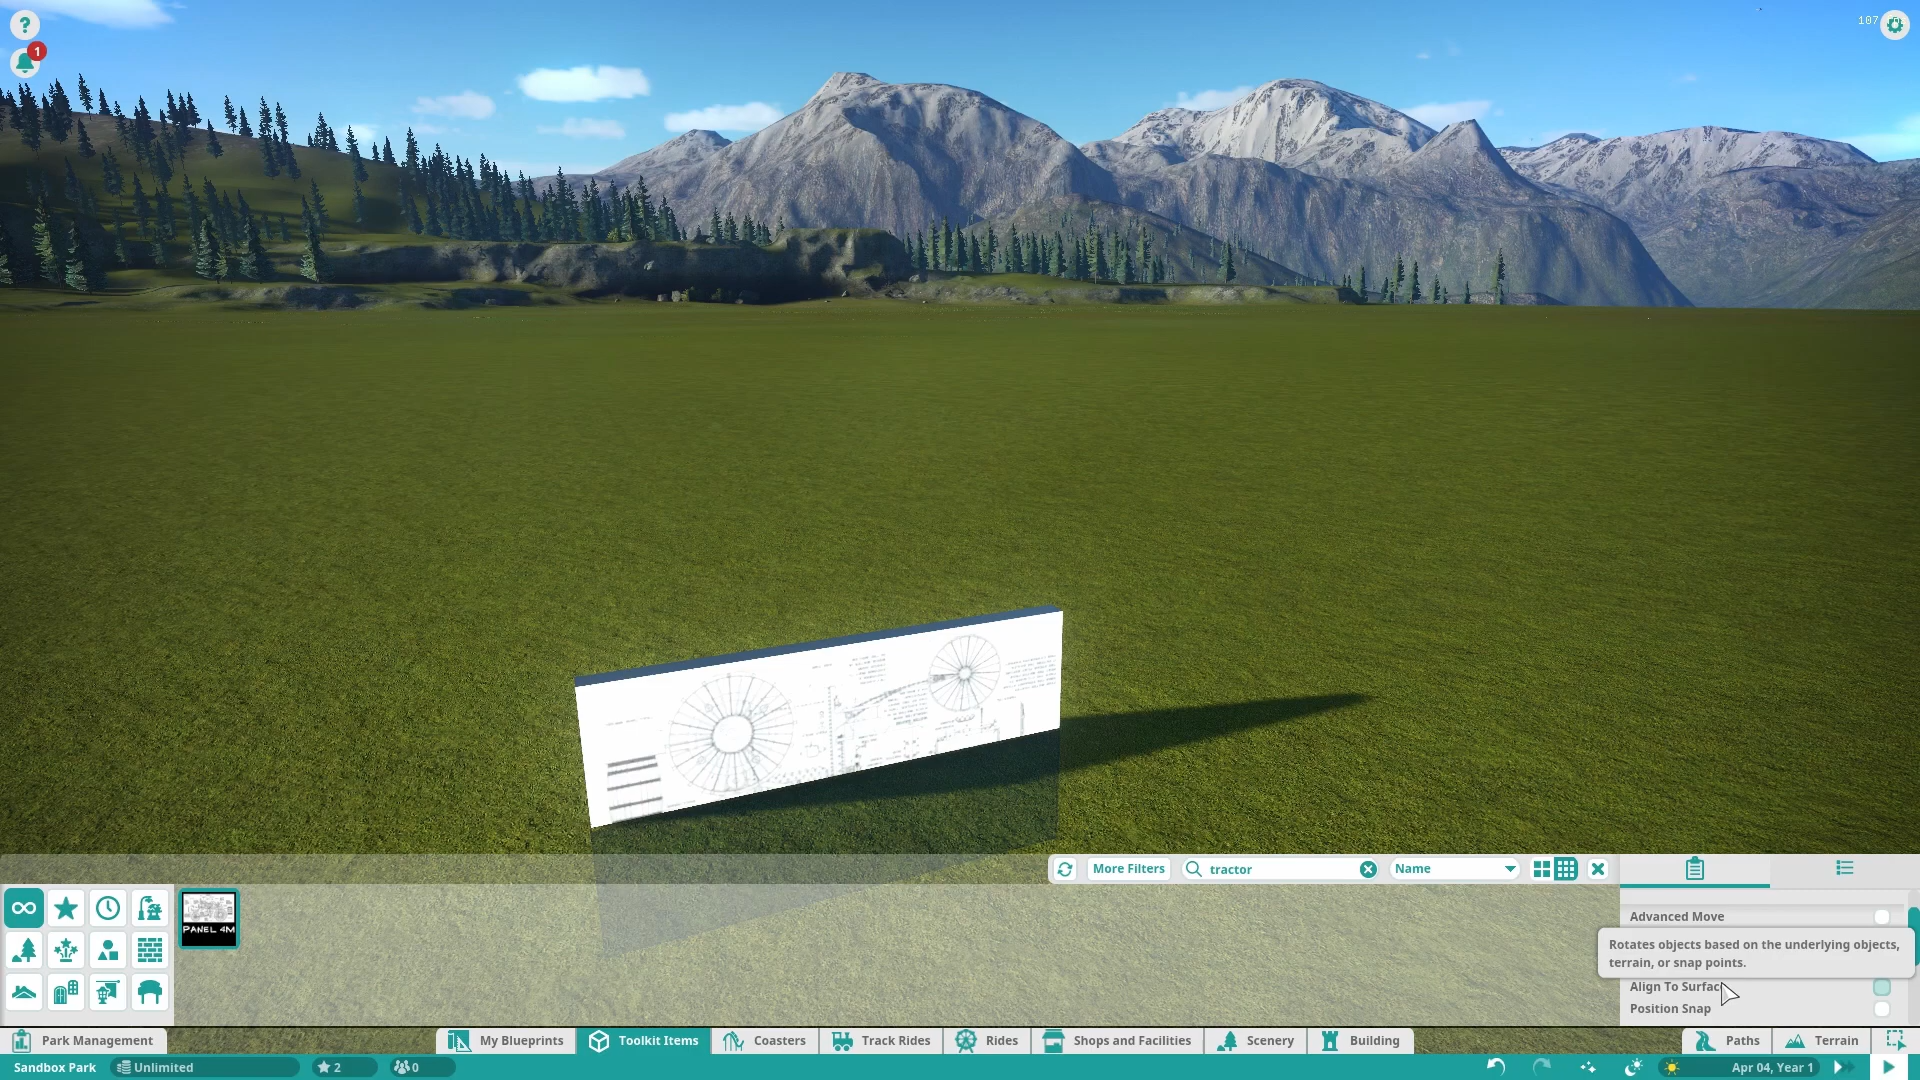 ?
1
107
More Filters
tractor
Name
PANEL 4M
Advanced Move
Rotates objects based on the underlying objects,
terrain, or snap points.
Align To Surfac
Position Snap
Park Management
My Blueprints
Toolkit Items
Coasters
Track Rides
Rides
Shops and Facilities
Scenery
Building
Paths
Terrain
Sandbox Park
Unlimited
2
0
Apr 04, Year 1